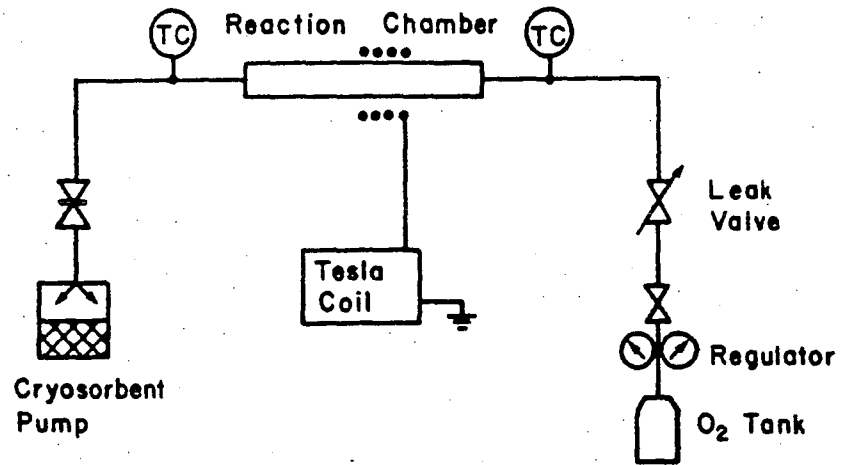 TC
Reaction Chamber
TC
Leak
Valve
Tesla
Coil
Regulator
Cryosorbent
Pump
O₂ Tank